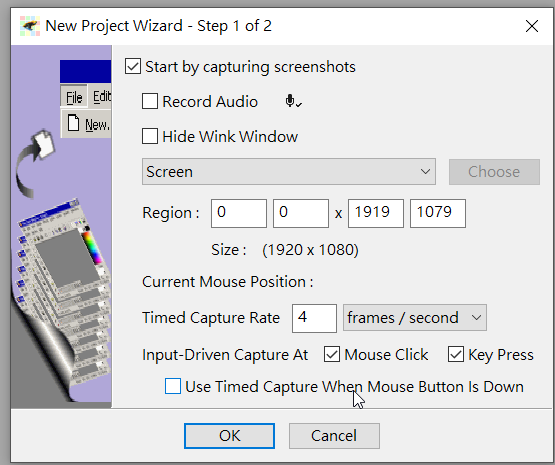 New Project Wizard - Step 1 of 2
Start by capturing screenshots
File Edit
Record Audio
New.
Hide Wink Window
Screen Choose
Region : 0 0 x 1919 1079
Size : (1920 x 1080)
Current Mouse Position :
Timed Capture Rate 4 frames / second
Input-Driven Capture At Mouse Click Key Press
Use Timed Capture When Mouse Button Is Down
OK Cancel